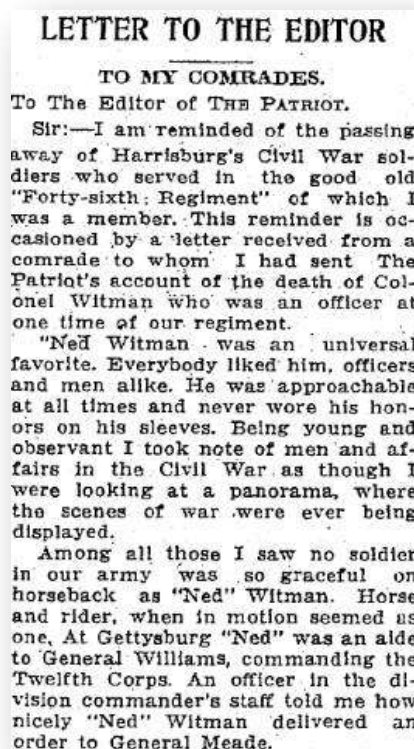 LETTER TO THE EDITOR
TO MY COMRADES.
To The Editor of THE PATRIOT.
Sir:—I am reminded of the passing
away of Harrisburg's Civil War sol-
diers who served in the good old
"Forty-sixth Regiment" of which I
was a member. This reminder is oc-
casioned by a letter received from a
comrade to whom I had sent The
Patriot's account of the death of Col-
onel Witman who was an officer at
one time of our regiment.
"Ned Witman was an universal
favorite. Everybody liked him, officers
and men alike. He was approachable
at all times and never wore his hon-
ors on his sleeves. Being young and
observant I took note of men and af-
fairs in the Civil War as though I
were looking at a panorama, where
the scenes of war were ever being
displayed.
Among all those I saw no soldier
in our army was so graceful on
horseback as "Ned" Witman. Horse
and rider, when in motion seemed as
one, At Gettysburg "Ned" was an aide
to General Williams, commanding the
Twelfth Corps. An officer in the di-
vision commander's staff told me how
nicely "Ned" Witman delivered an
order to General Meade.